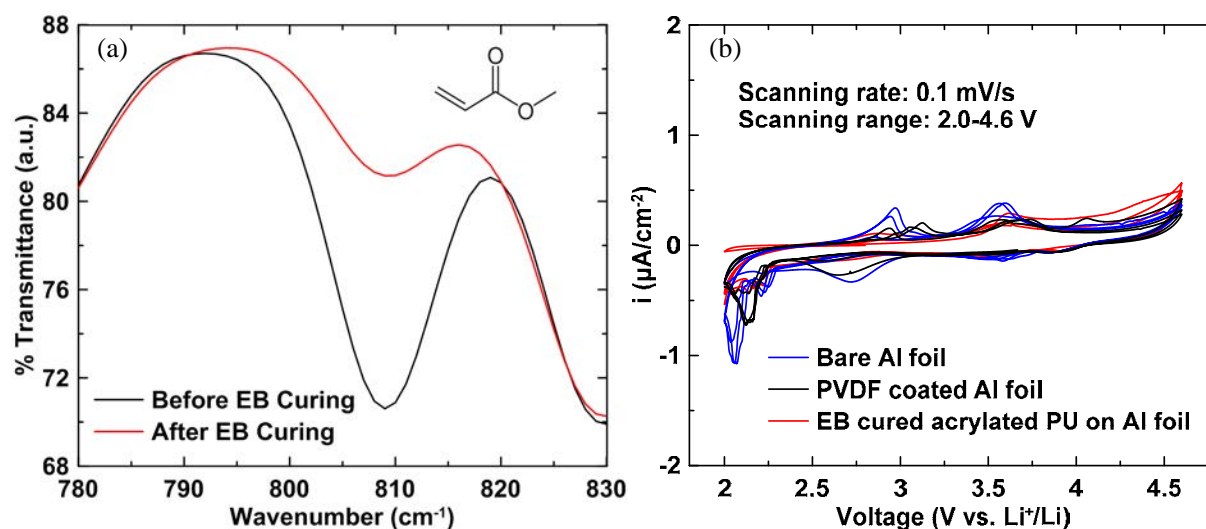 (a)
% Transmittance (a.u.)
88
84
80
76
72
68
780
790
800
810
820
830
Wavenumber (cm⁻¹)
O
O
Before EB Curing
After EB Curing
(b)
i (µA/cm⁻²)
2
1
0
-1
-2
2
2.5
3
3.5
4
4.5
Voltage (V vs. Li⁺/Li)
Scanning rate: 0.1 mV/s
Scanning range: 2.0-4.6 V
Bare Al foil
PVDF coated Al foil
EB cured acrylated PU on Al foil